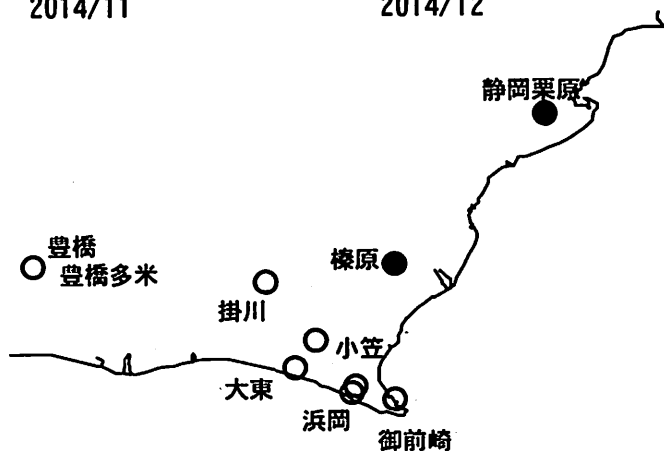 2014/11
2014/12
静岡栗原
豊橋
豊橋多米
榛原
掛川
小笠
大東
浜岡
御前崎